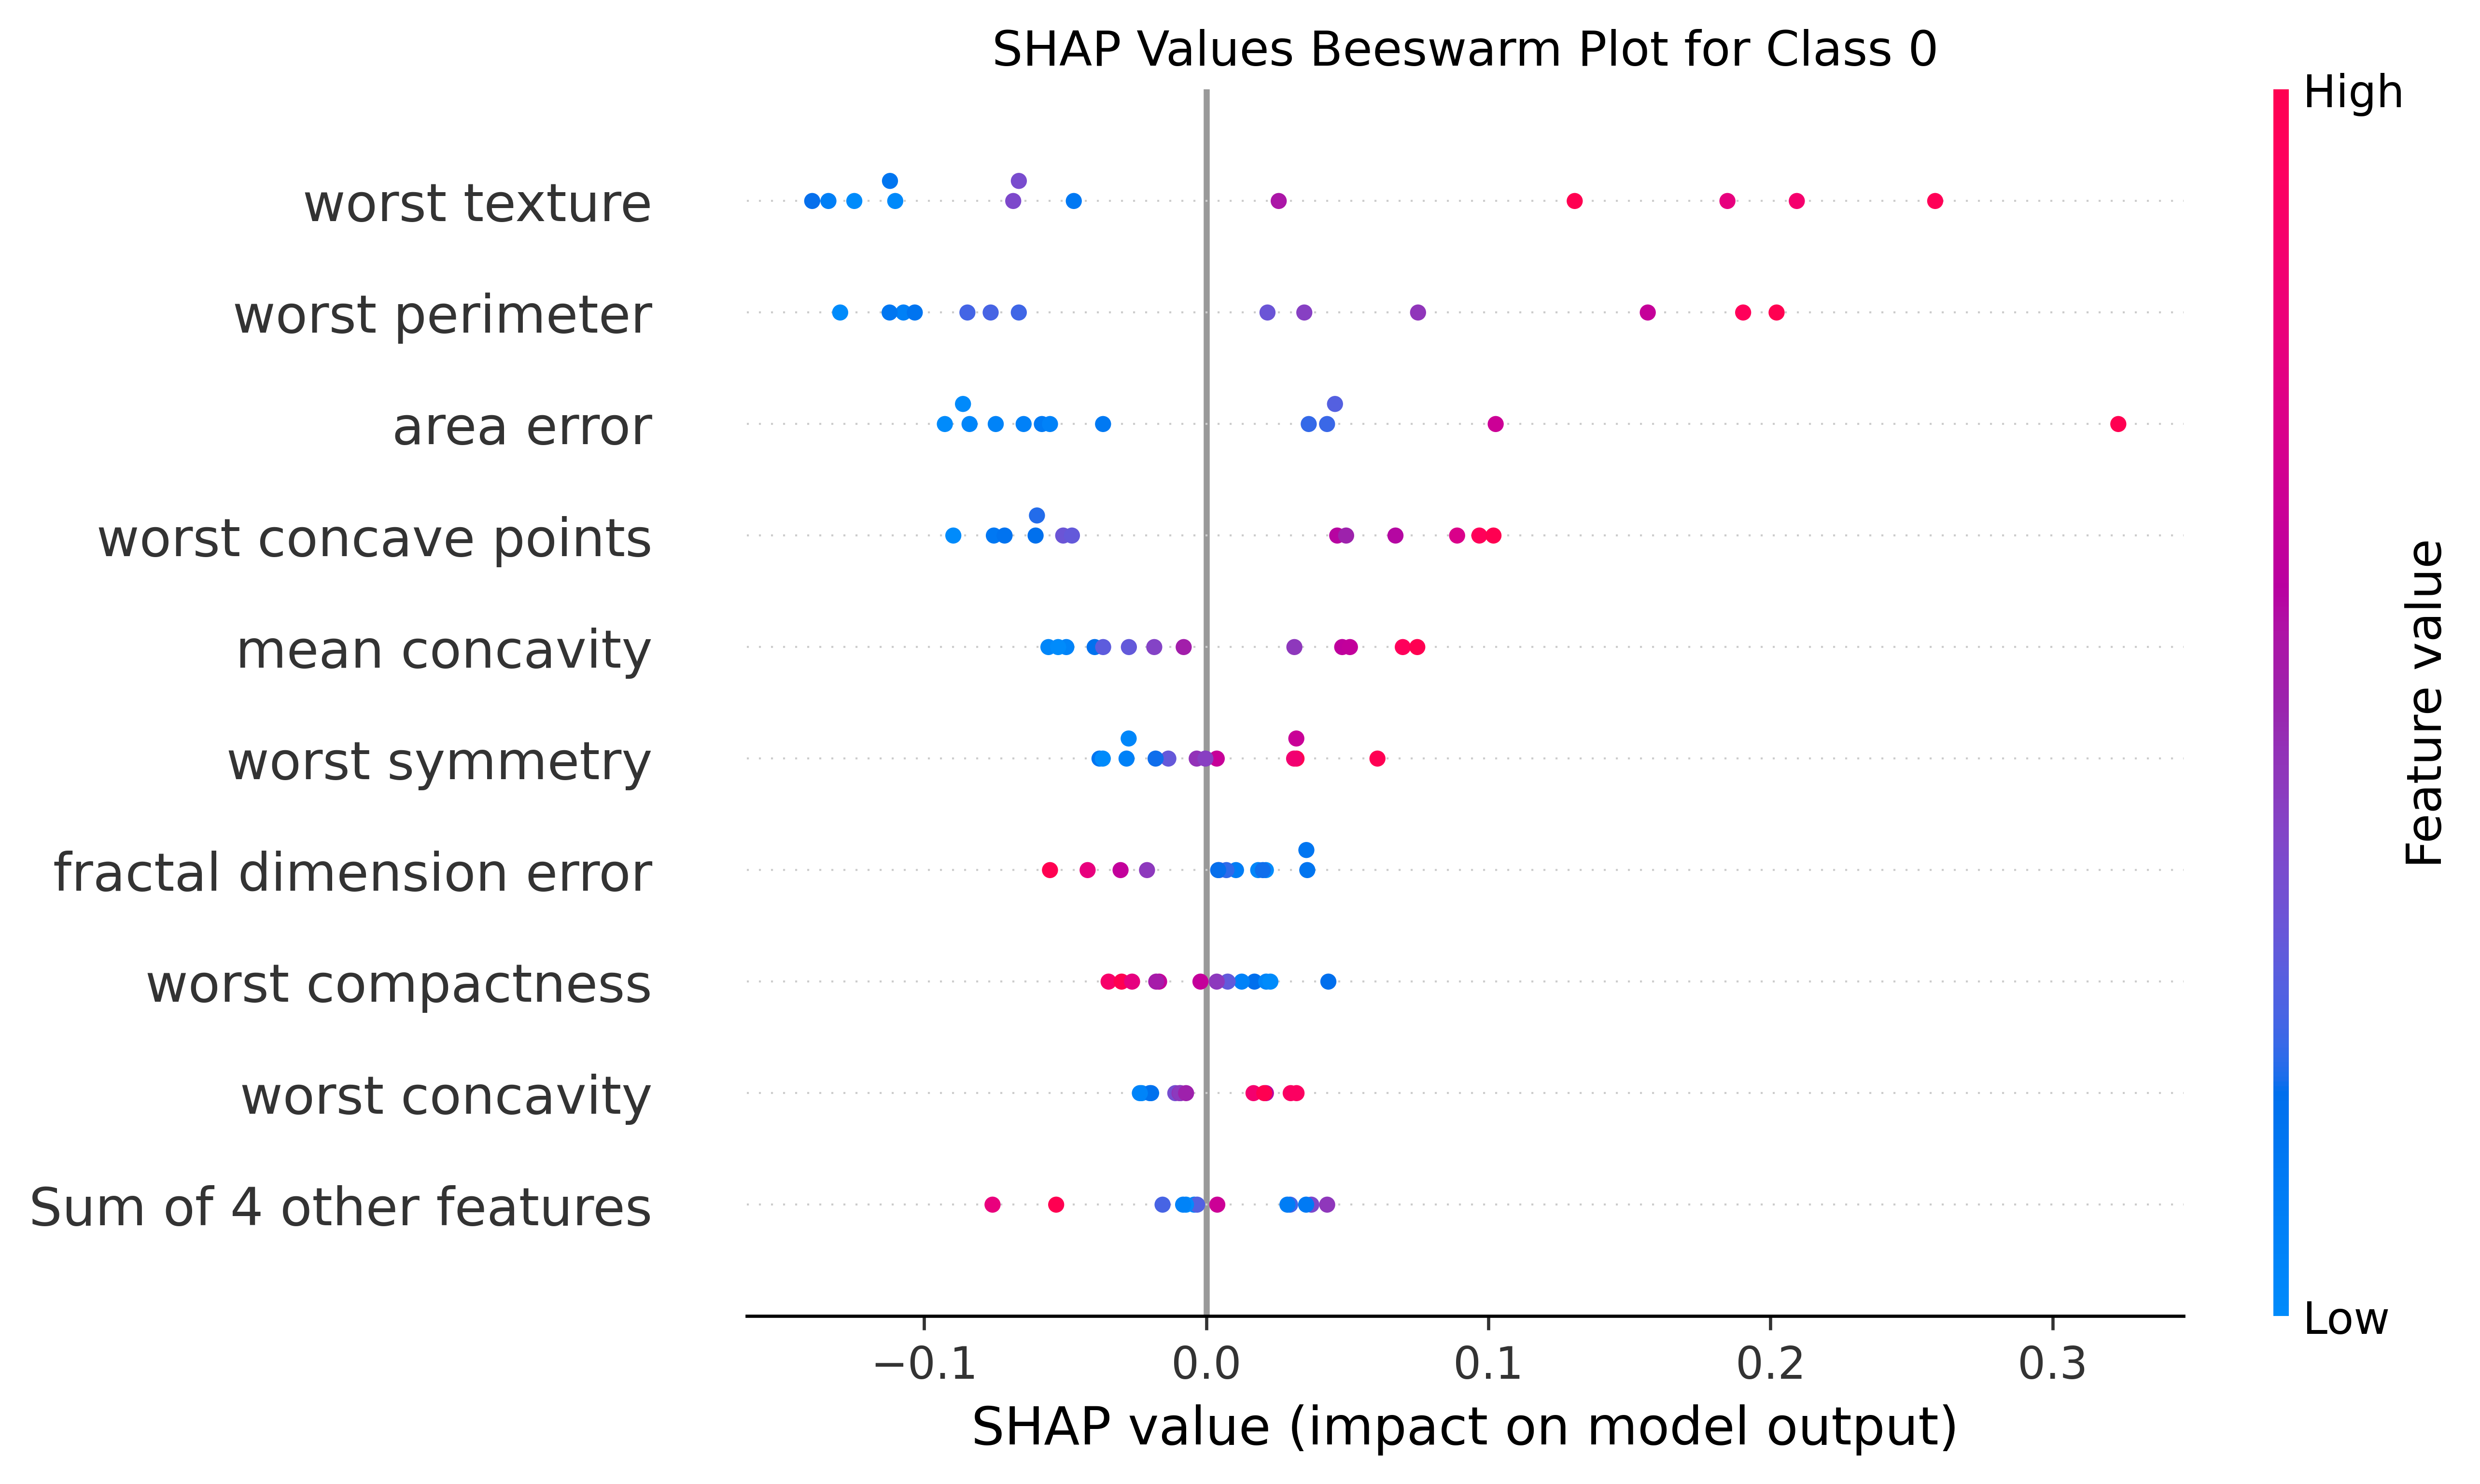 SHAP Values Beeswarm Plot for Class 0
High
worst texture
worst perimeter
area error
worst concave points
mean concavity
worst symmetry
fractal dimension error
worst compactness
worst concavity
Sum of 4 other features
Feature value
Low
−0.1 0.0 0.1 0.2 0.3
SHAP value (impact on model output)